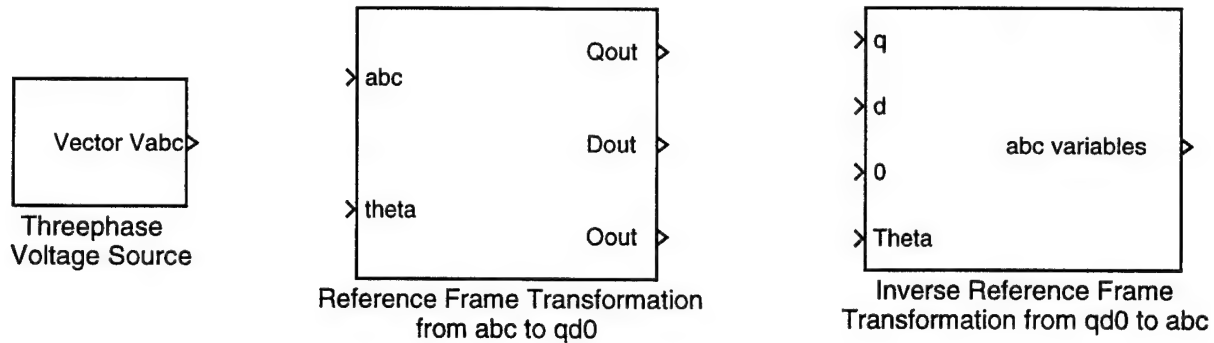 Vector Vabc
Threephase
Voltage Source
abc
theta
Qout
Dout
Oout
Reference Frame Transformation
from abc to qd0
q
d
0
Theta
abc variables
Inverse Reference Frame
Transformation from qd0 to abc